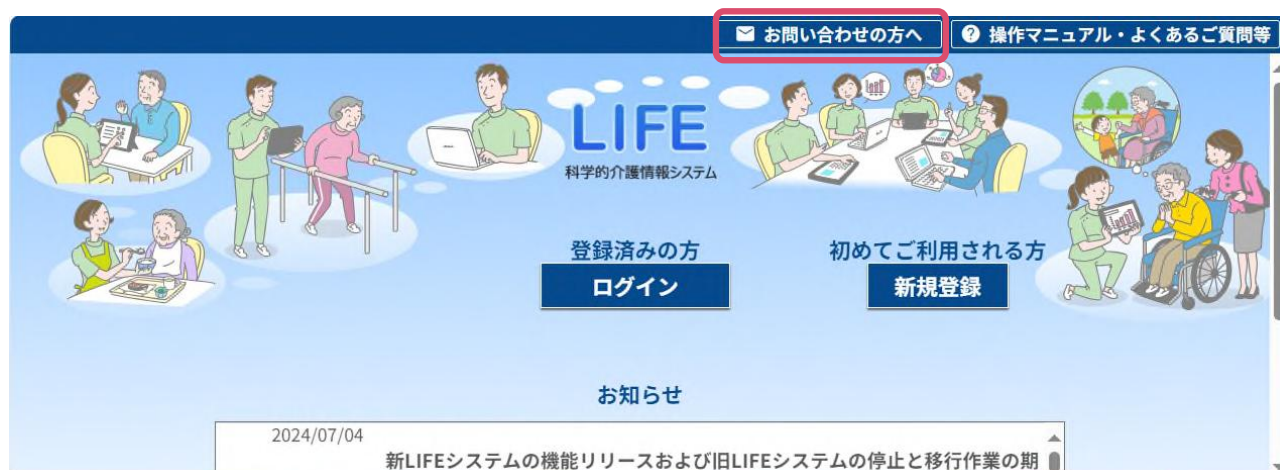 お問い合わせの方へ
操作マニュアル・よくあるご質問等
LIFE
科学的介護情報システム
登録済みの方
初めてご利用される方
ログイン
新規登録
お知らせ
2024/07/04
新LIFEシステムの機能リリースおよび旧LIFEシステムの停止と移行作業の期